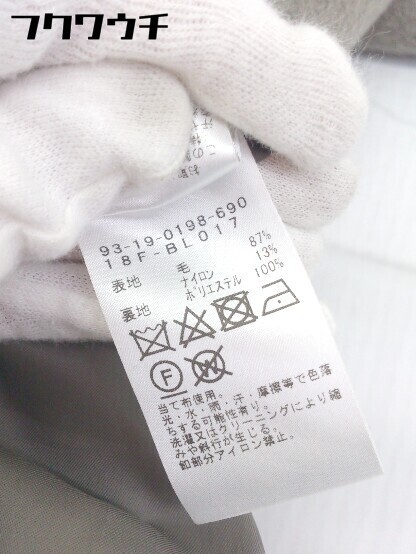 フクワウチ
93-19-0198-690
18F-BL017
表地 毛 87%
ナイロン 13%
裏地 ポリエステル 100%
F W
当て布使用。
光・水・雨・汗・摩擦等で色落
ちする可能性有り。
洗濯又はクリーニングにより縮
みや斜行が生じる。
釦部分アイロン禁止。